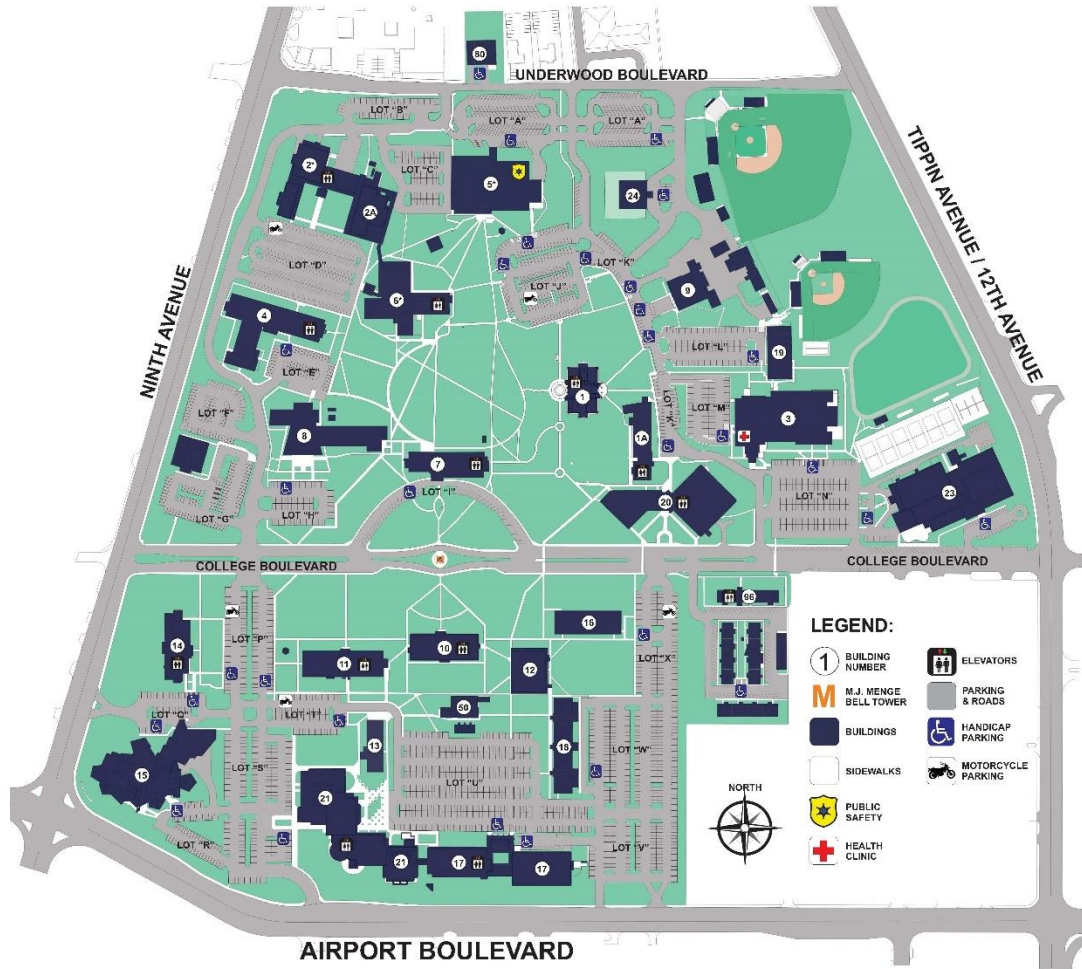 80
UNDERWOOD BOULEVARD
LOT "B"
LOT "A"
LOT "A"
2*
LOT "C"
5*
2A
24
TIPPIN AVENUE / 12TH AVENUE
LOT "D"
LOT "K"
LOT "J"
6*
9
4
NINTH AVENUE
LOT "L"
19
LOT "E"
1
LOT "F"
LOT "K"
LOT "M
3
8
1A
7
LOT "I"
20
LOT "N"
23
LOT "G"
LOT "H"
COLLEGE BOULEVARD
COLLEGE BOULEVARD
M
96
14
LOT "P"
11
10
16
12
LOT "X"
LOT "Q"
LOT "T"
50
13
18
LOT "W"
15
LOT "S"
LOT "U"
21
LOT "R"
21
17
17
LOT "V"
LEGEND:
1
BUILDING
NUMBER
ELEVATORS
M
M.J. MENGE
BELL TOWER
PARKING
& ROADS
BUILDINGS
HANDICAP
PARKING
SIDEWALKS
MOTORCYCLE
PARKING
PUBLIC
SAFETY
HEALTH
CLINIC
NORTH
AIRPORT BOULEVARD